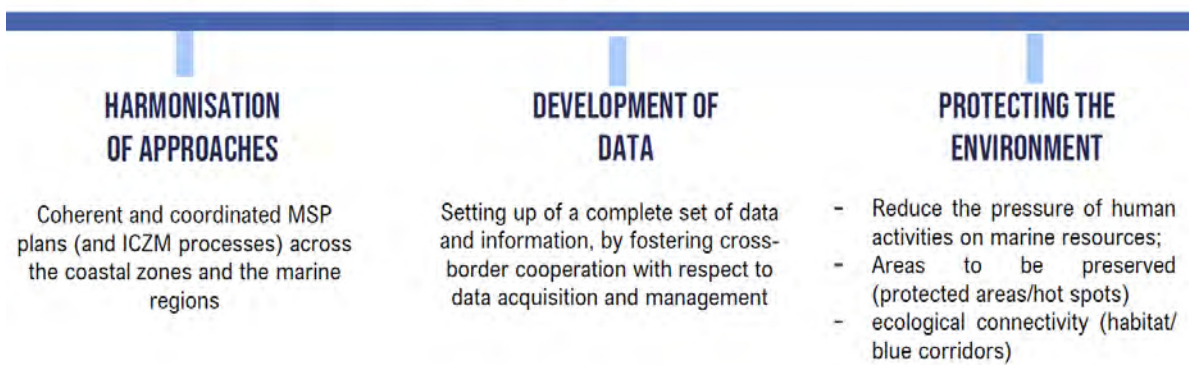 HARMONISATION
OF APPROACHES
Coherent and coordinated MSP
plans (and ICZM processes) across
the coastal zones and the marine
regions
DEVELOPMENT OF
DATA
Setting up of a complete set of data
and information, by fostering cross-
border cooperation with respect to
data acquisition and management
PROTECTING THE
ENVIRONMENT
- Reduce the pressure of human
activities on marine resources;
- Areas to be preserved
(protected areas/hot spots)
- ecological connectivity (habitat/
blue corridors)